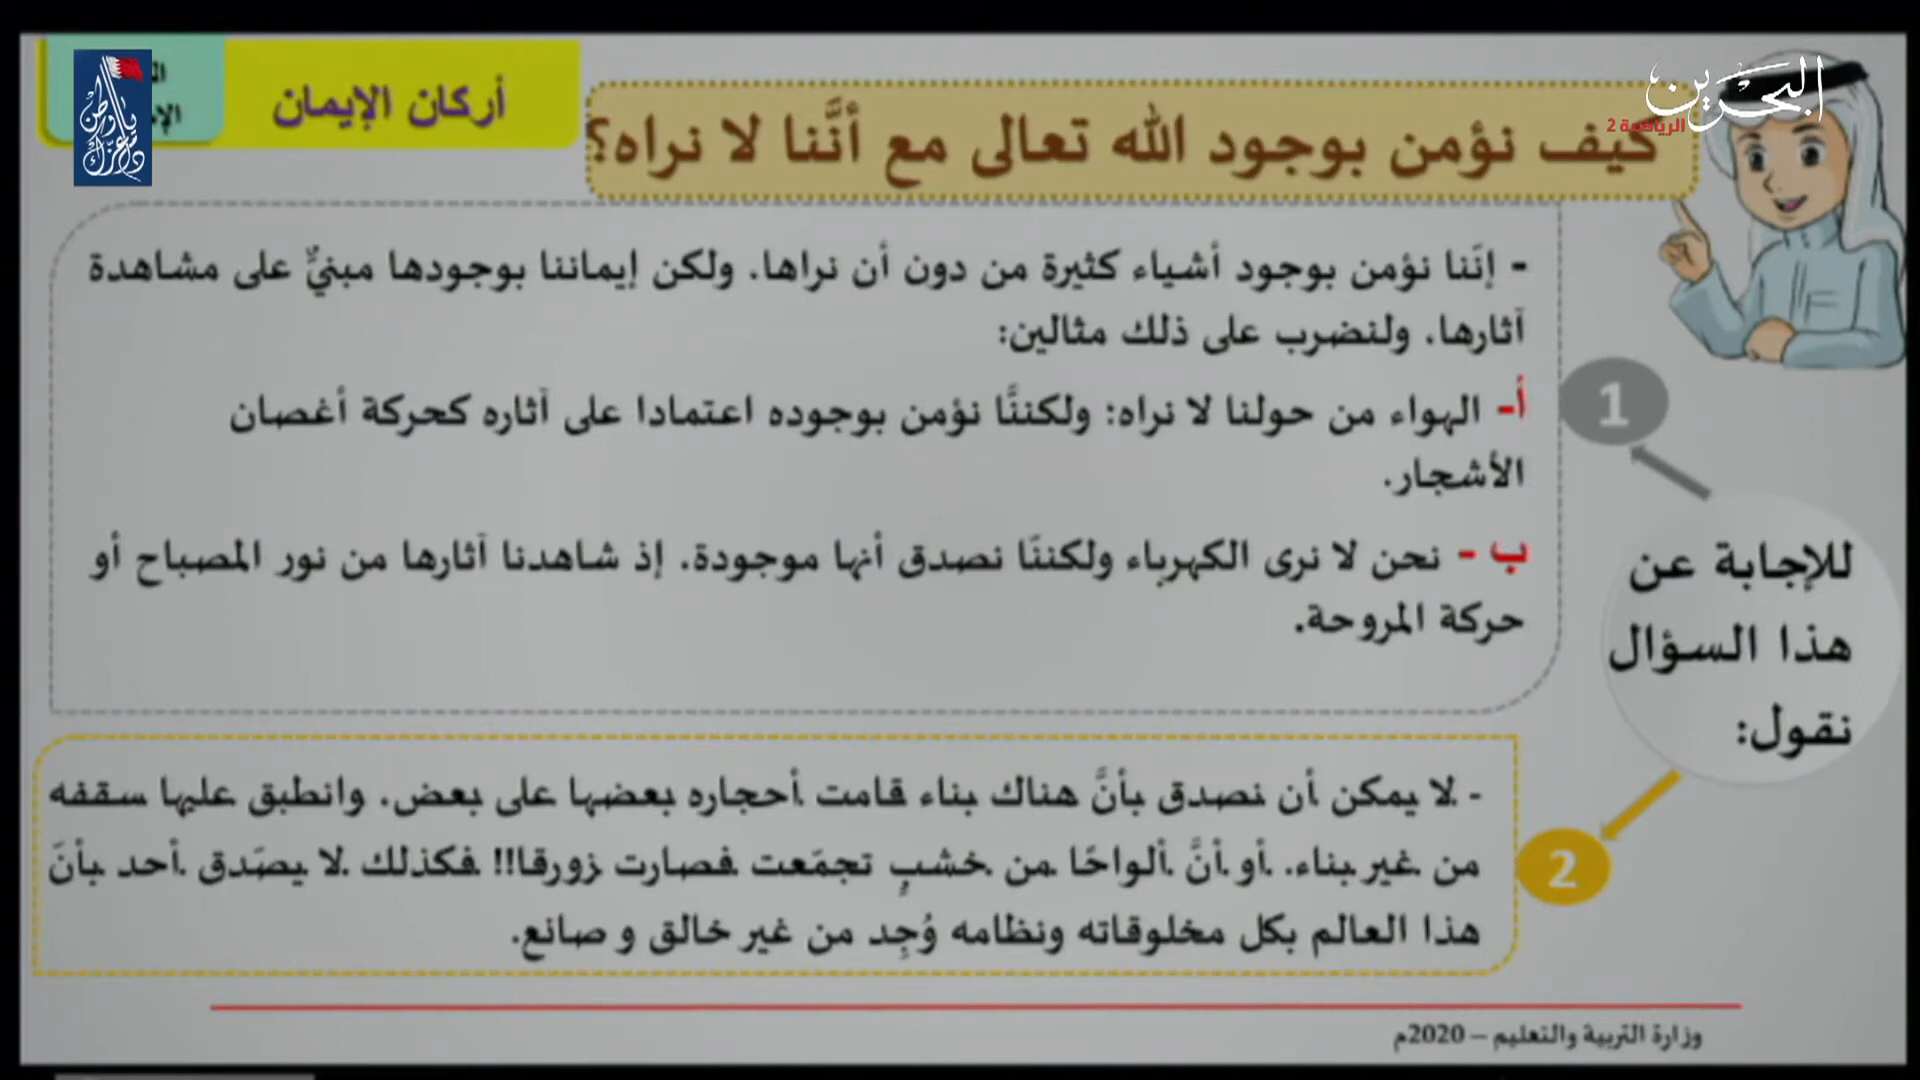 البحرين
الرياضية 2
أركان الإيمان
كيف نؤمن بوجود الله تعالى مع أنَّنا لا نراه؟
- إنّنا نؤمن بوجود أشياء كثيرة من دون أن نراها. ولكن إيماننا بوجودها مبنيٌّ على مشاهدة
آثارها. ولنضرب على ذلك مثالين:
أ- الهواء من حولنا لا نراه: ولكننَّا نؤمن بوجوده اعتمادا على آثاره كحركة أغصان
الأشجار.
ب - نحن لا نرى الكهرباء ولكننّا نصدق أنها موجودة. إذ شاهدنا آثارها من نور المصباح أو
حركة المروحة.
1
للإجابة عن
هذا السؤال
نقول:
2
- لا يمكن أن نصدق بأنَّ هناك بناء قامت أحجاره بعضها على بعض. وانطبق عليها سقفه
من غير بناء. أو أنَّ ألواحًا من خشبٍ تجمّعت فصارت زورقا!! فكذلك لا يصّدق أحد بأنّ
هذا العالم بكل مخلوقاته ونظامه وُجِد من غير خالق و صانع.
وزارة التربية والتعليم – 2020م